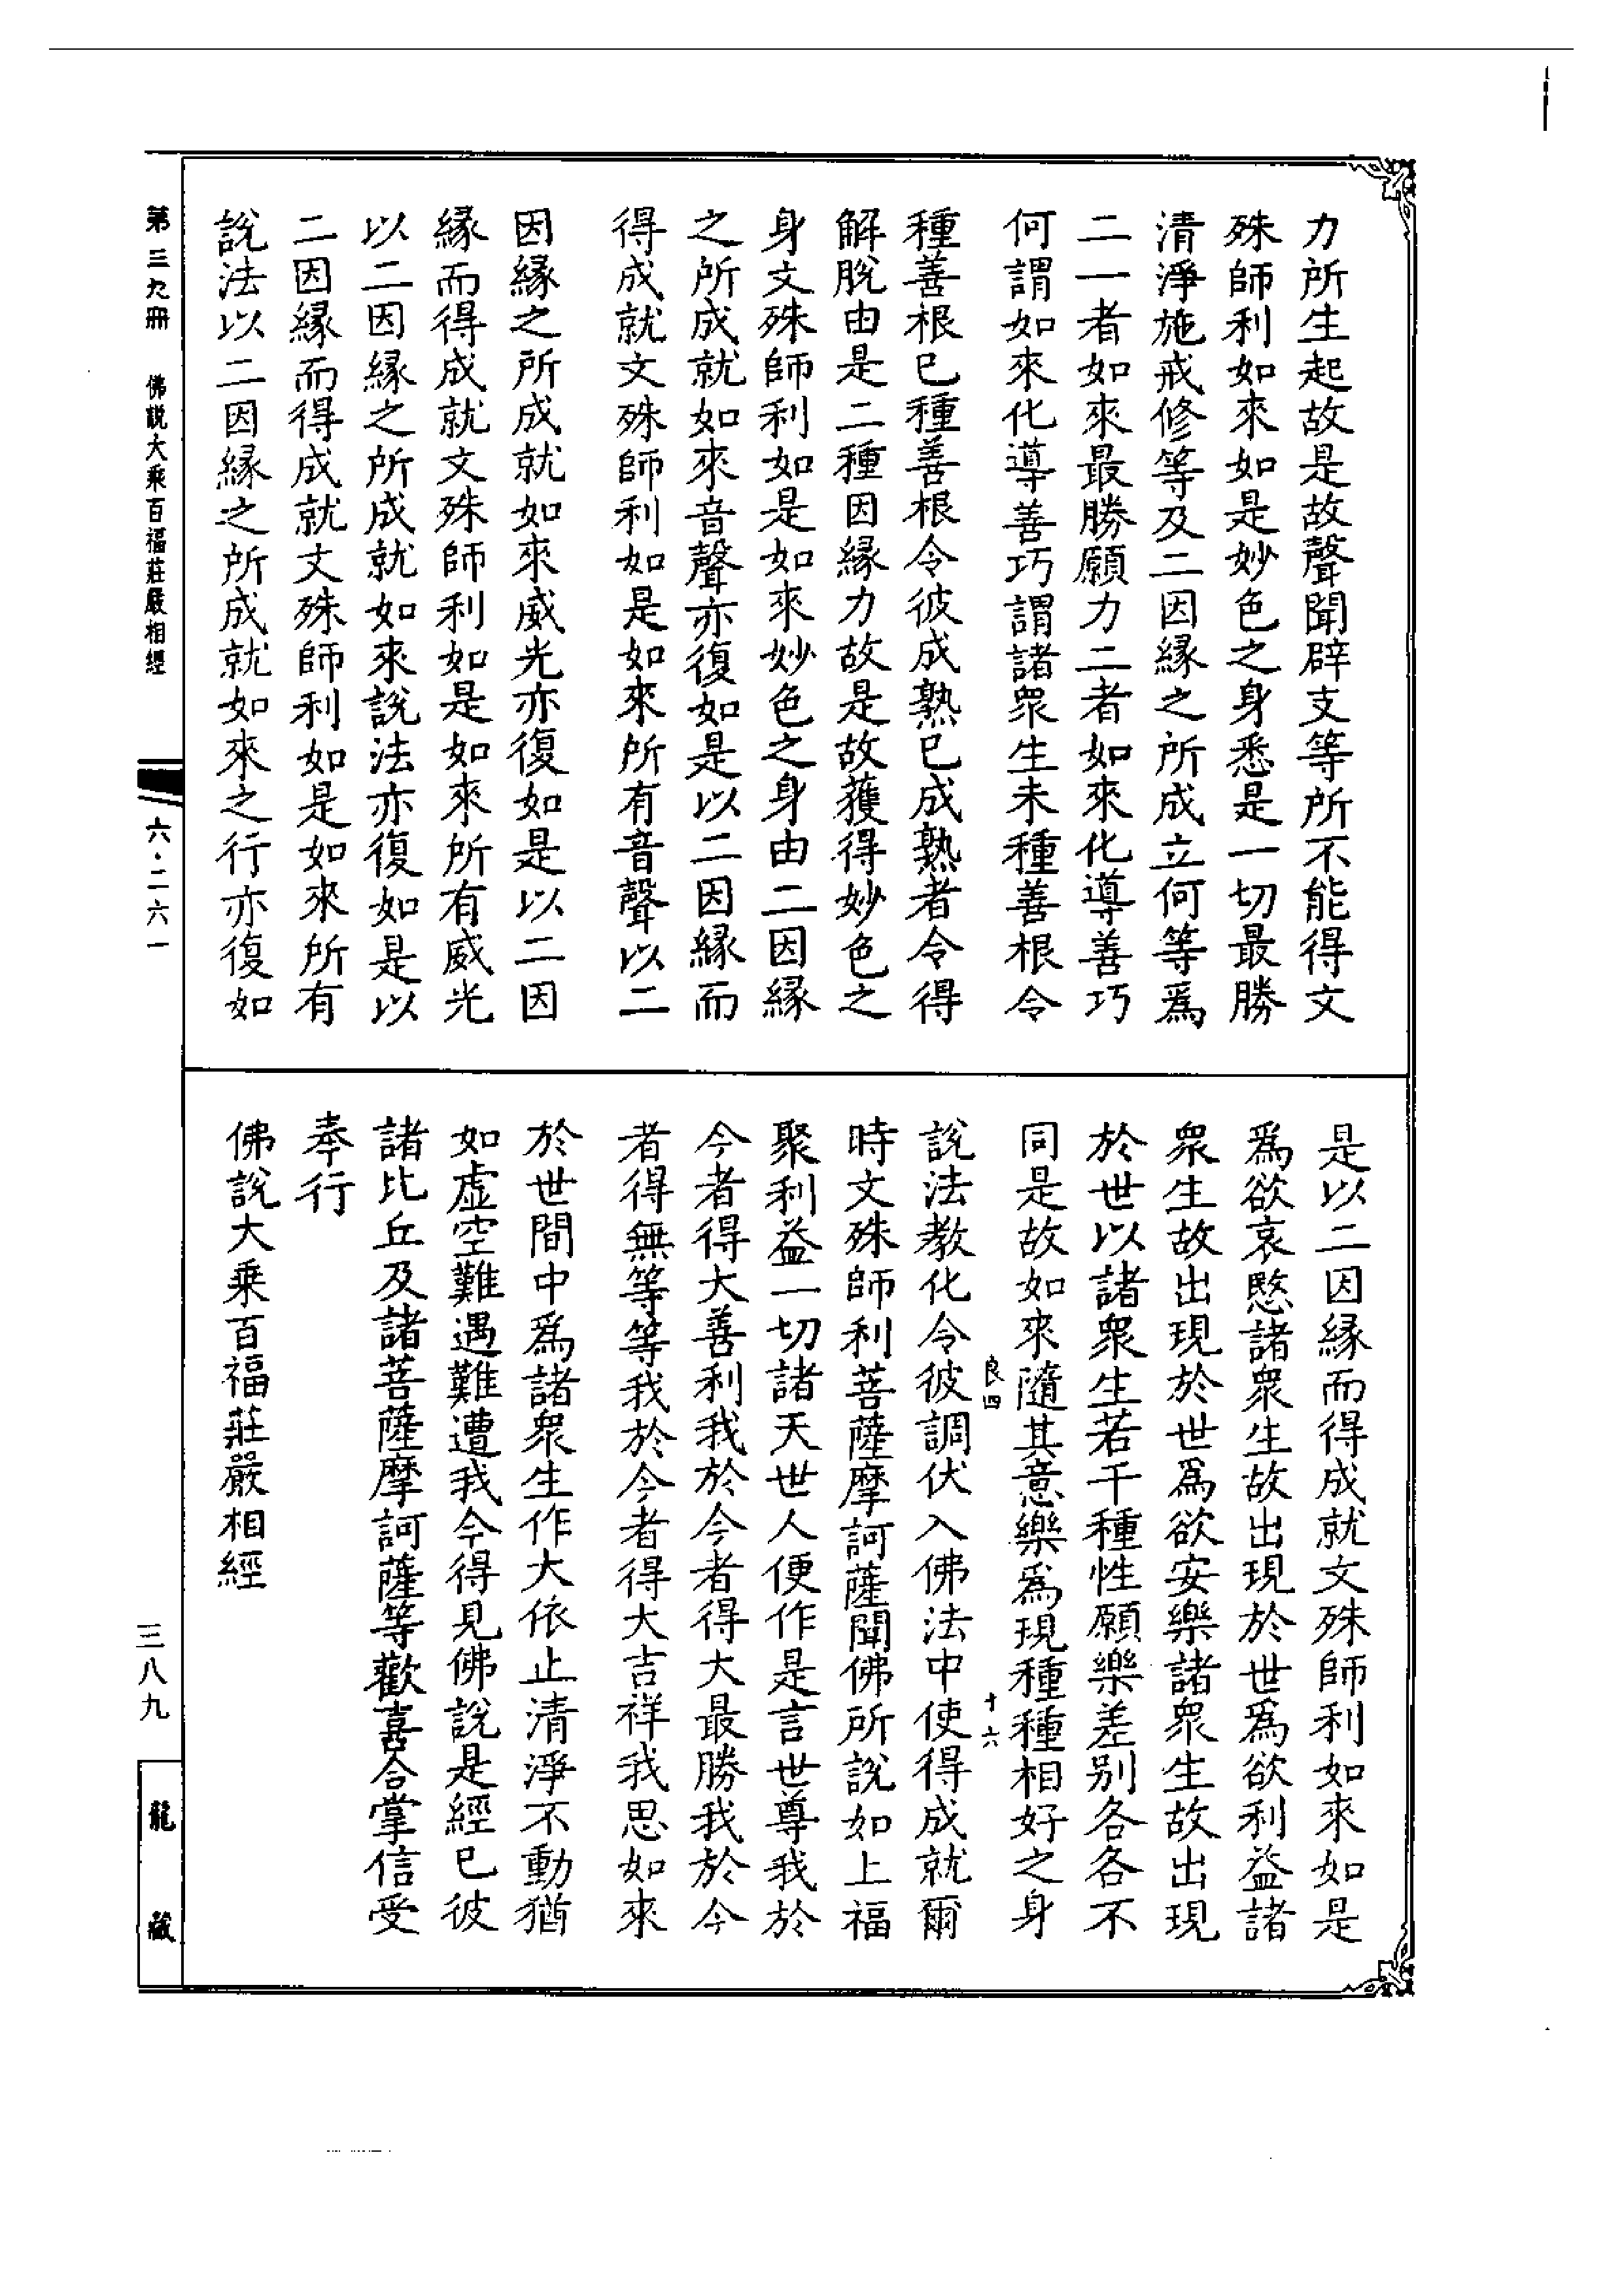 力所生起故是故聲聞辟支等所不能得文
殊師利如來如是妙色之身悉是一切最勝
清淨施戒修等及二因緣之所成立何等爲
二一者如來最勝願力二者如來化導善巧
何謂如來化導善巧謂諸衆生未種善根令
種善根已種善根令彼成熟已成熟者令得
解脫由是二種因緣力故是故獲得妙色之
身文殊師利如是如來妙色之身由二因緣
之所成就如來音聲亦復如是以二因緣而
得成就文殊師利如是如來所有音聲以二
因緣之所成就如來威光亦復如是以二因
緣而得成就文殊師利如是如來所有威光
以二因緣之所成就如來說法亦復如是以
二因緣而得成就文殊師利如是如來所有
說法以二因緣之所成就如來之行亦復如
是以二因緣而得成就文殊師利如來如是
爲欲哀愍諸衆生故出現於世爲欲利益諸
衆生故出現於世爲欲安樂諸衆生故出現
於世以諸衆生若干種性願樂差别各各不
同是故如來隨其意樂爲現種種相好之身
良四
十六
說法教化令彼調伏入佛法中使得成就爾
時文殊師利菩薩摩訶薩聞佛所說如上福
聚利益一切諸天世人便作是言世尊我於
今者得大善利我於今者得大最勝我於今
者得無等等我於今者得大吉祥我思如來
於世間中爲諸衆生作大依止清淨不動猶
如虛空難遇難遭我今得見佛說是經已彼
諸比丘及諸菩薩摩訶薩等歡喜合掌信受
奉行
佛說大乘百福莊嚴相經
第三九册
佛説大乘百福莊嚴相經
六·二六一
三八九
龍藏